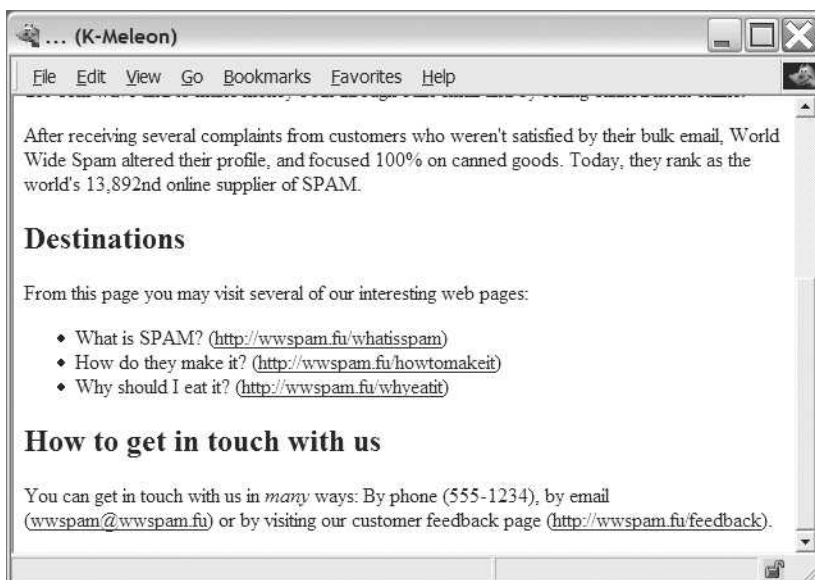 ... (K-Meleon)
File Edit View Go Bookmarks Favorites Help
After receiving several complaints from customers who weren't satisfied by their bulk email, World
Wide Spam altered their profile, and focused 100% on canned goods. Today, they rank as the
world's 13,892nd online supplier of SPAM.
Destinations
From this page you may visit several of our interesting web pages:
• What is SPAM? (http://wwspam.fu/whatisspam)
• How do they make it? (http://wwspam.fu/howtomakeit)
• Why should I eat it? (http://wwspam.fu/whyeatit)
How to get in touch with us
You can get in touch with us in many ways: By phone (555-1234), by email
(wwspam@wwspam.fu) or by visiting our customer feedback page (http://wwspam.fu/feedback).